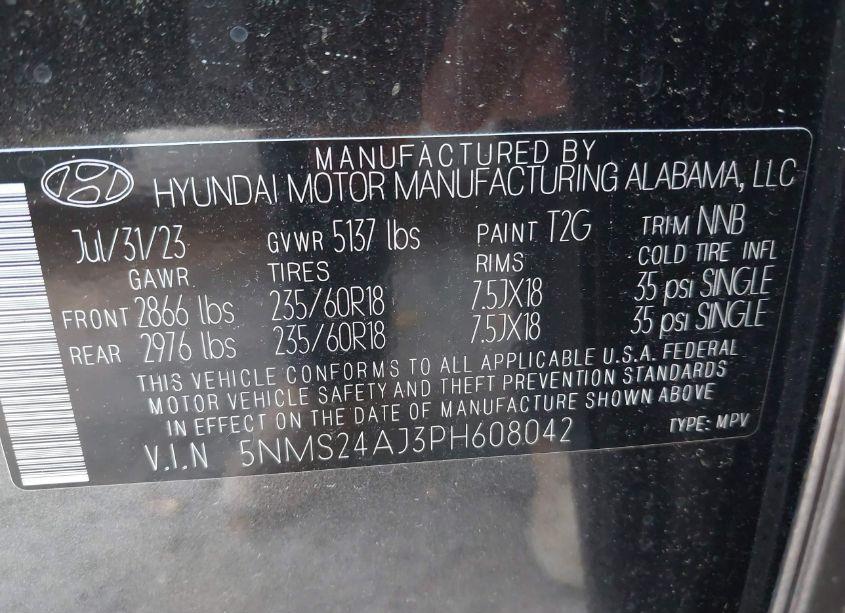 MANUFACTURED BY
HYUNDAI MOTOR MANUFACTURING ALABAMA, LLC
Jul/31/23 GVWR 5137 lbs PAINT T2G TRIM NNB
GAWR TIRES RIMS COLD TIRE INFL
FRONT 2866 lbs 235/60R18 7.5JX18 35 psi SINGLE
REAR 2976 lbs 235/60R18 7.5JX18 35 psi SINGLE
THIS VEHICLE CONFORMS TO ALL APPLICABLE U.S.A. FEDERAL
MOTOR VEHICLE SAFETY AND THEFT PREVENTION STANDARDS
IN EFFECT ON THE DATE OF MANUFACTURE SHOWN ABOVE
V.I.N 5NMS24AJ3PH608042 TYPE: MPV